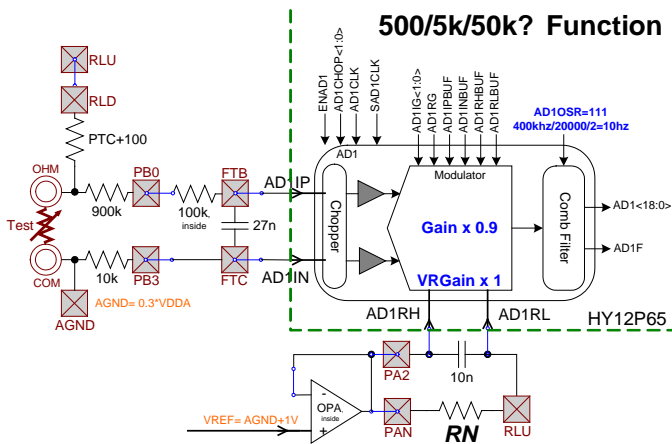 500/5k/50k? Function
RLU
RLD
PTC+100
OHM
900k
PB0
100k
inside
FTB
AD1IP
27n
Test
COM
10k
PB3
FTC
AD1IN
AGND
AGND= 0.3*VDDA
ENAD1
AD1CHOP<1:0>
AD1CLK
SAD1CLK
AD1
Chopper
AD1IG<1:0>
AD1RG
AD1IPBUF
AD1INBUF
AD1RHBUF
AD1RLBUF
Modulator
Gain x 0.9
VRGain x 1
AD1OSR=111
400khz/20000/2=10hz
Comb Filter
AD1<18:0>
AD1F
AD1RH
AD1RL
HY12P65
PA2
10n
-
OPA.
inside
+
VREF= AGND+1V
PAN
RN
RLU